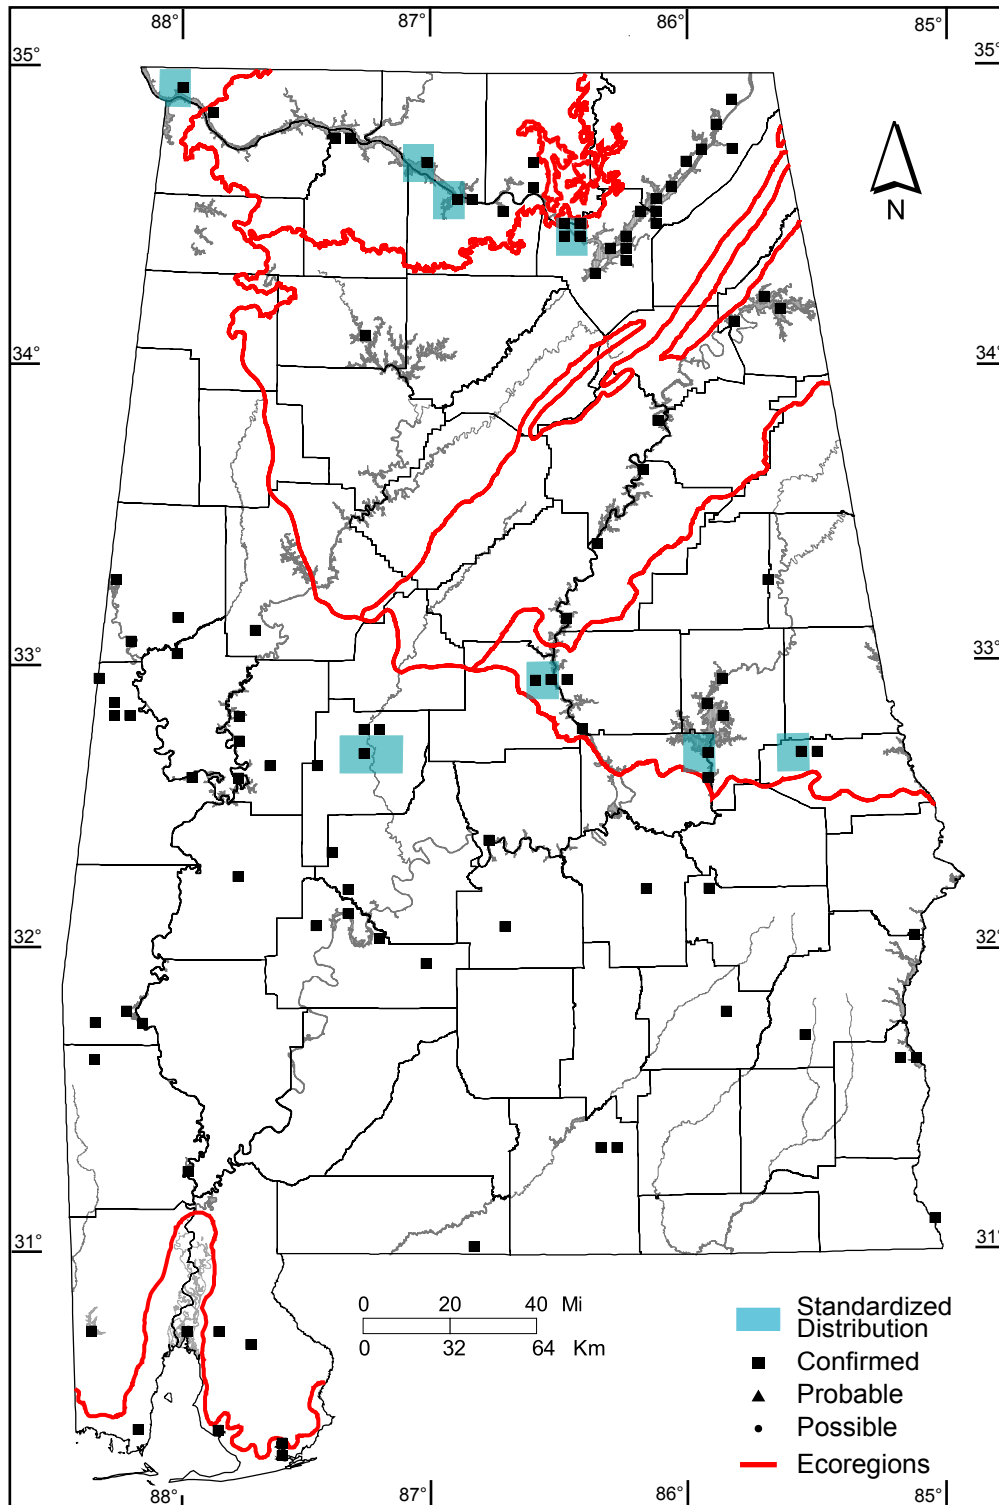 88° 87° 86° 85°
35° 35°
N
34° 34°
33° 33°
32° 32°
31° 31°
0 20 40 Mi
0 32 64 Km
Standardized
Distribution
Confirmed
Probable
Possible
Ecoregions
88° 87° 86° 85°